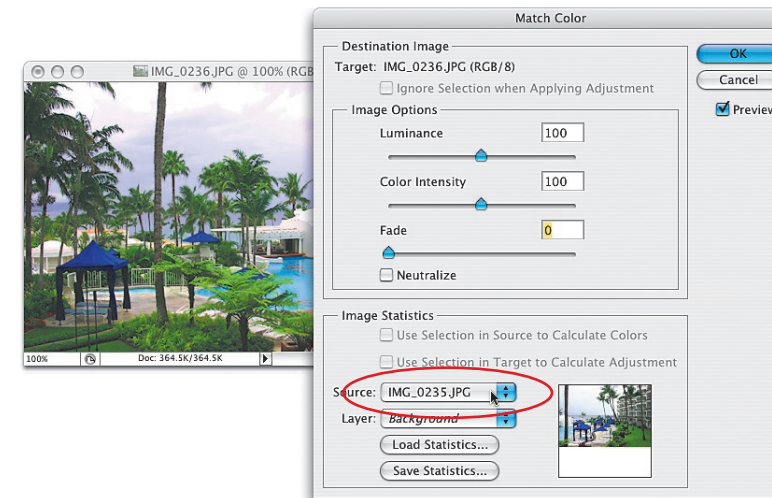 Match Color
IMG_0236.JPG @ 100% (RGB
Destination Image
Target: IMG_0236.JPG (RGB/8)
Ignore Selection when Applying Adjustment
OK
Cancel
Preview
Image Options
Luminance 100
Color Intensity 100
Fade 0
Neutralize
Image Statistics
Use Selection in Source to Calculate Colors
Use Selection in Target to Calculate Adjustment
100% Doc: 364.5K/364.5K
Source: IMG_0235.JPG
Layer: Background
Load Statistics...
Save Statistics...